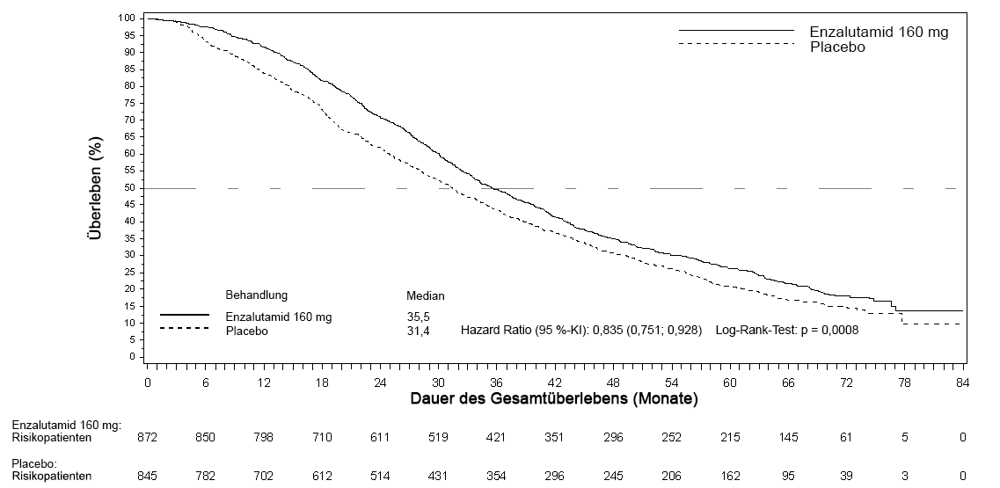 Enzalutamid 160 mg
Placebo
Überleben (%)
100
95
90
85
80
75
70
65
60
55
50
45
40
35
30
25
20
15
10
5
0
Behandlung Median
Enzalutamid 160 mg 35,5
Placebo 31,4
Hazard Ratio (95 %-KI): 0,835 (0,751; 0,928) Log-Rank-Test: p = 0,0008
0 6 12 18 24 30 36 42 48 54 60 66 72 78 84
Dauer des Gesamtüberlebens (Monate)
Enzalutamid 160 mg:
Risikopatienten 872 850 798 710 611 519 421 351 296 252 215 145 61 5 0
Placebo:
Risikopatienten 845 782 702 612 514 431 354 296 245 206 162 95 39 3 0